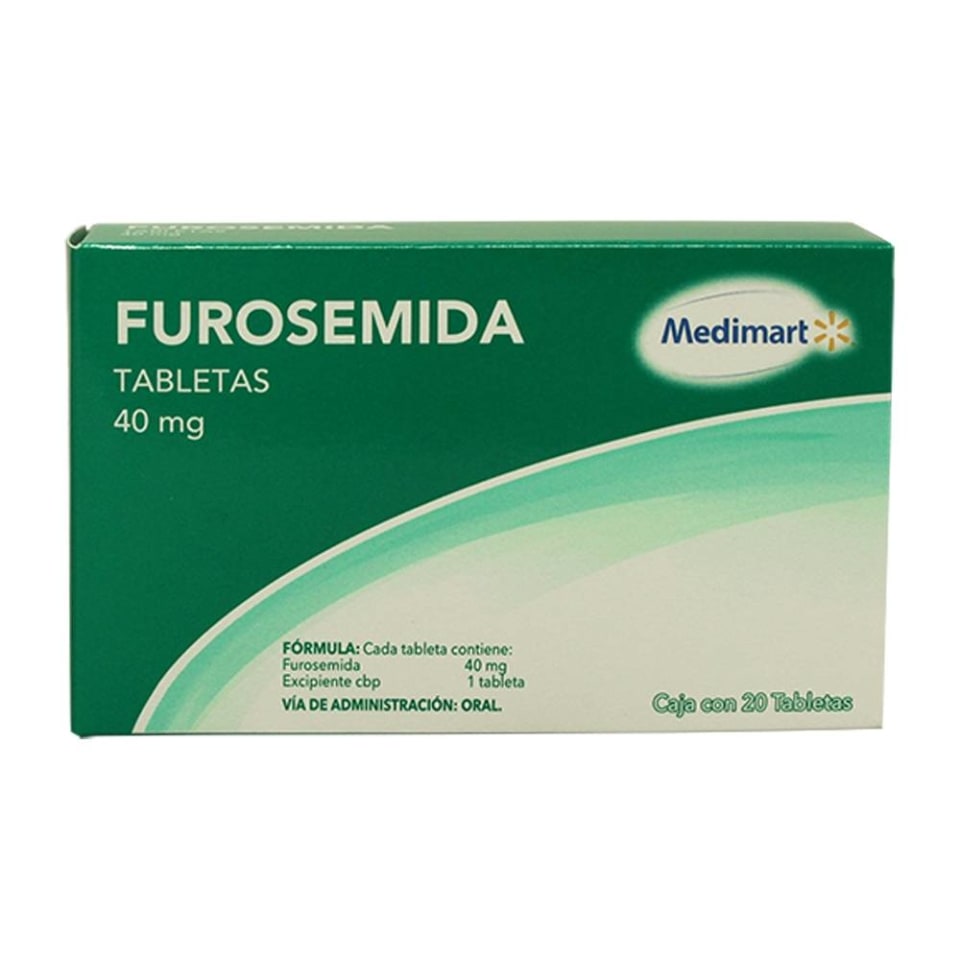 FUROSEMIDA
FUROSEMIDA
TABLETAS
40 mg
Medimart
FÓRMULA: Cada tableta contiene:
Furosemida 40 mg
Excipiente cbp 1 tableta
VÍA DE ADMINISTRACIÓN: ORAL.
Caja con 20 Tabletas